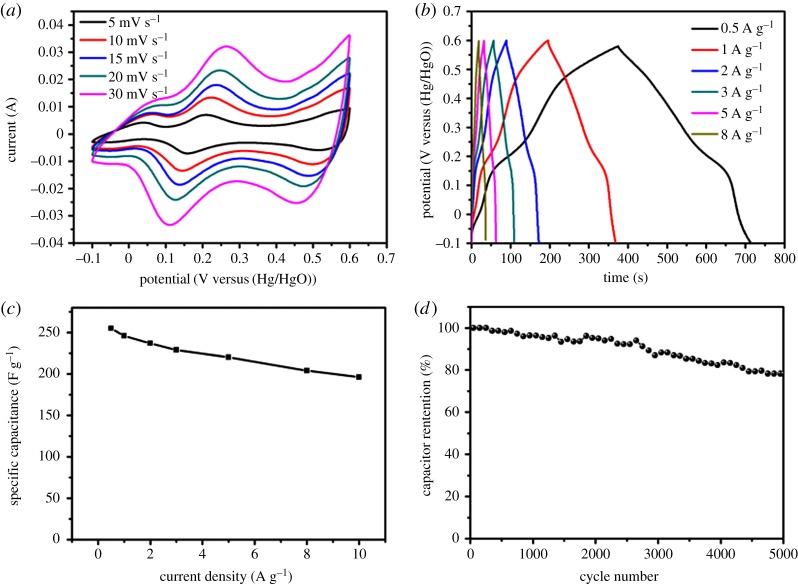 (a)
5 mV s–1
10 mV s–1
15 mV s–1
20 mV s–1
30 mV s–1
current (A)
0.04
0.03
0.02
0.01
0
–0.01
–0.02
–0.03
–0.04
–0.1 0 0.1 0.2 0.3 0.4 0.5 0.6 0.7
potential (V versus (Hg/HgO))
(b)
0.5 A g–1
1 A g–1
2 A g–1
3 A g–1
5 A g–1
8 A g–1
potential (V versus (Hg/HgO))
0.7
0.6
0.5
0.4
0.3
0.2
0.1
0
–0.1
0 100 200 300 400 500 600 700 800
time (s)
(c)
specific capacitance (F g–1)
250
200
150
100
50
0
0 2 4 6 8 10
current density (A g–1)
(d)
capacitor rentention (%)
100
80
60
40
20
0
0 1000 2000 3000 4000 5000
cycle number